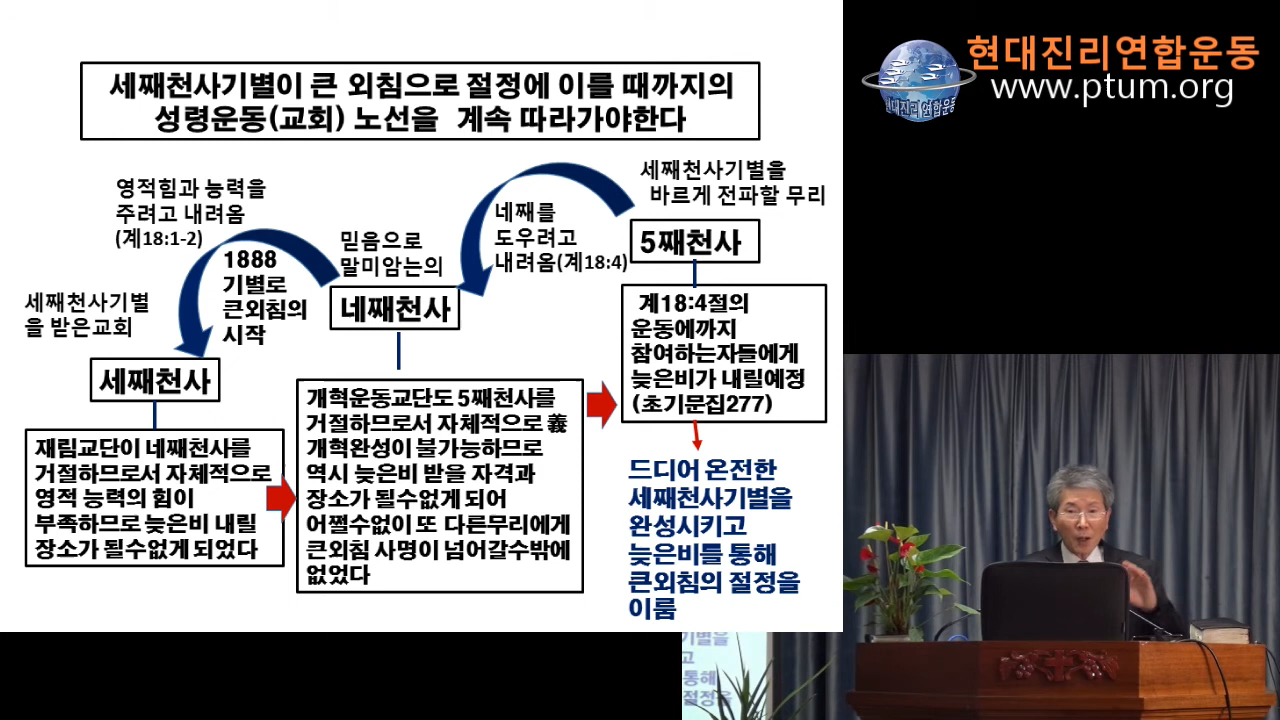 세째천사기별이 큰 외침으로 절정에 이를 때까지의
성령운동(교회) 노선을 계속 따라가야한다
현대진리연합운동
www.ptum.org
현대진리연합운동
영적힘과 능력을
주려고 내려옴
(계18:1-2)
1888
기별로
큰외침의
시작
세째천사기별
을 받은교회
세째천사
재림교단이 네째천사를
거절하므로서 자체적으로
영적 능력의 힘이
부족하므로 늦은비 내릴
장소가 될수없게 되었다
믿음으로
말미암는의
네째천사
개혁운동교단도 5째천사를
거절하므로서 자체적으로 義
개혁완성이 불가능하므로
역시 늦은비 받을 자격과
장소가 될수없게 되어
어쩔수없이 또 다른무리에게
큰외침 사명이 넘어갈수밖에
없었다
네째를
도우려고
내려옴(계18:4)
세째천사기별을
바르게 전파할 무리
5째천사
계18:4절의
운동에까지
참여하는자들에게
늦은비가 내릴예정
(초기문집277)
드디어 온전한
세째천사기별을
완성시키고
늦은비를 통해
큰외침의 절정을
이룸
기별을
고
통해
절정을